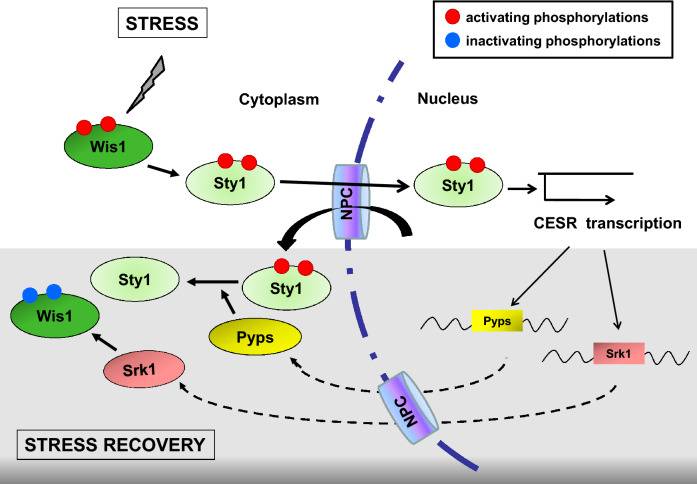 STRESS
activating phosphorylations
inactivating phosphorylations
Cytoplasm
Nucleus
Wis1
Sty1
NPC
Sty1
CESR transcription
Sty1
Sty1
Wis1
Pyps
Pyps
Srk1
Srk1
NPC
STRESS RECOVERY